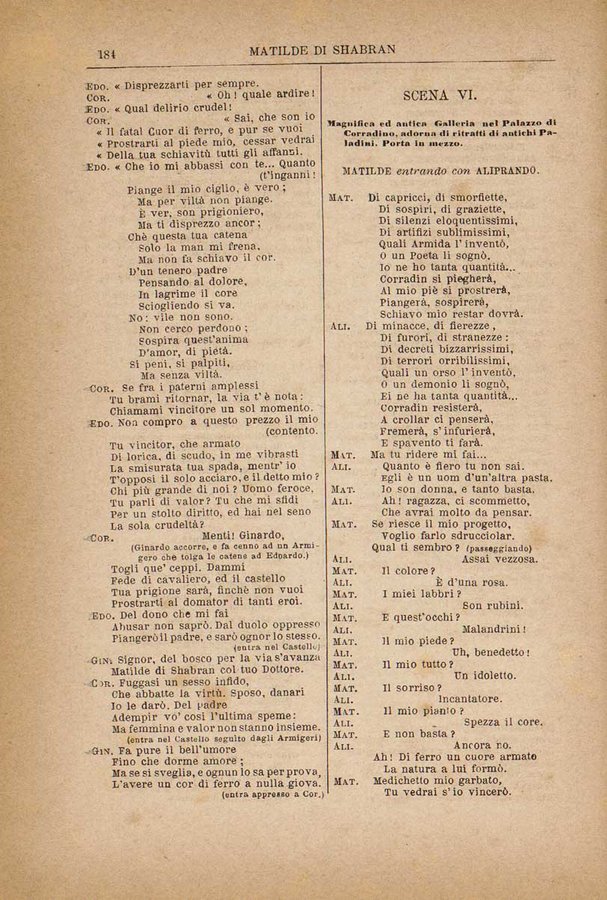 184
MATILDE DI SHABRAN
EDO. « Disprezzarti per sempre.
COR. « Oh! quale ardire!
EDO. « Qual delirio crudel!
COR. « Sai, che son io
« Il fatal Cuor di ferro, e pur se vuoi
« Prostrarti al piede mio, cessar vedrai
« Della tua schiavitù tutti gli affanni.
EDO. « Che io mi abbassi con te... Quanto
(t'inganni!
Piange il mio ciglio, è vero;
Ma per viltà non piange.
È ver, son prigioniero,
Ma ti disprezzo ancor;
Chè questa tua catena
Solo la man mi frena,
Ma non fa schiavo il cor.
D'un tenero padre
Pensando al dolore,
In lagrime il core
Sciogliendo si va.
No: vile non sono.
Non cerco perdono;
Sospira quest'anima
D'amor, di pietà.
Si peni, si palpiti,
Ma senza viltà.
COR. Se fra i paterni amplessi
Tu brami ritornar, la via t'è nota:
Chiamami vincitore un sol momento.
EDO. Non compro a questo prezzo il mio
(contento.
Tu vincitor, che armato
Di lorica, di scudo, in me vibrasti
La smisurata tua spada, mentr' io
T'opposi il solo acciaro, e il detto mio?
Chi più grande di noi? Uomo feroce,
Tu parli di valor? Tu che mi sfidi
Per un stolto diritto, ed hai nel seno
La sola crudeltà?
COR. Menti! Ginardo,
(Ginardo accorre, e fa cenno ad un Armi-
gero che tolga le catene ad Edoardo.)
Togli que' ceppi. Dammi
Fede di cavaliero, ed il castello
Tua prigione sarà, finchè non vuoi
Prostrarti al domator di tanti eroi.
EDO. Del dono che mi fai
Abusar non saprò. Dal duolo oppresso
Piangerò il padre, e sarò ognor lo stesso.
(entra nel Castello)
GIN. Signor, del bosco per la via s'avanza
Matilde di Shabran col tuo Dottore.
COR. Fuggasi un sesso infido,
Che abbatte la virtù. Sposo, danari
Io le darò. Del padre
Adempir vo' così l'ultima speme:
Ma femmina e valor non stanno insieme.
(entra nel Castello seguito dagli Armigeri)
GIN. Fa pure il bell'umore
Fino che dorme amore;
Ma se si sveglia, e ognun lo sa per prova,
L'avere un cor di ferro a nulla giova.
(entra appresso a Cor.)
SCENA VI.
Magnifica ed antica Galleria nel Palazzo di
Corradino, adorna di ritratti di antichi Pa-
ladini. Porta in mezzo.
MATILDE entrando con ALIPRANDO.
MAT. Di capricci, di smorfiette,
Di sospiri, di graziette,
Di silenzi eloquentissimi,
Di artifizi sublimissimi,
Quali Armida l'inventò,
O un Poeta li sognò,
Io ne ho tanta quantità...
Corradin si piegherà,
Al mio piè si prostrerà,
Piangerà, sospirerà,
Schiavo mio restar dovrà.
ALI. Di minacce, di fierezze,
Di furori, di stranezze:
Di decreti bizzarrissimi,
Di terrori orribilissimi,
Quali un orso l'inventò,
O un demonio li sognò,
Ei ne ha tanta quantità...
Corradin resisterà,
A crollar ci penserà,
Fremerà, s'infurierà,
E spavento ti farà.
MAT. Ma tu ridere mi fai...
ALI. Quanto è fiero tu non sai.
Egli è un uom d'un'altra pasta.
MAT. Io son donna, e tanto basta.
ALI. Ah! ragazza, ci scommetto,
Che avrai molto da pensar.
MAT. Se riesce il mio progetto,
Voglio farlo sdrucciolar.
Qual ti sembro? (passeggiando)
ALI. Assai vezzosa.
MAT. Il colore?
ALI. È d'una rosa.
MAT. I miei labbri?
ALI. Son rubini.
MAT. E quest'occhi?
ALI. Malandrini!
MAT. Il mio piede?
ALI. Uh, benedetto!
MAT. Il mio tutto?
ALI. Un idoletto.
MAT. Il sorriso?
ALI. Incantatore.
MAT. Il mio pianto?
ALI. Spezza il core.
MAT. E non basta?
ALI. Ancora no.
Ah! Di ferro un cuore armato
La natura a lui formò.
MAT. Medichetto mio garbato,
Tu vedrai s'io vincerò.